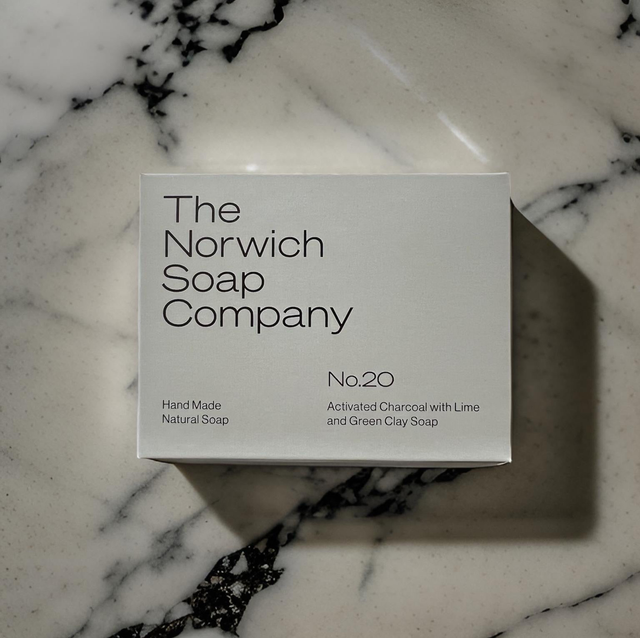 The
Norwich
Soap
Company
No.20
Hand Made
Natural Soap
Activated Charcoal with Lime
and Green Clay Soap